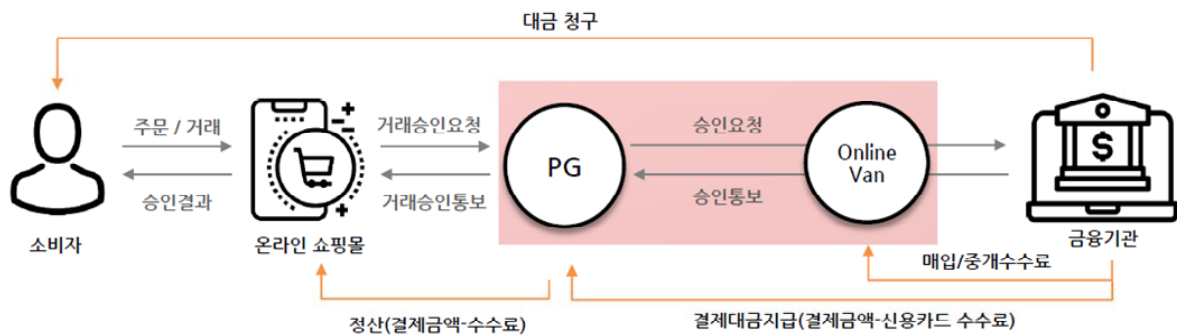 대금 청구
주문 / 거래
거래승인요청
승인요청
PG
Online
Van
$
승인결과
거래승인통보
승인통보
소비자
온라인 쇼핑몰
금융기관
매입/중개수수료
정산(결제금액-수수료)
결제대금지급(결제금액-신용카드 수수료)